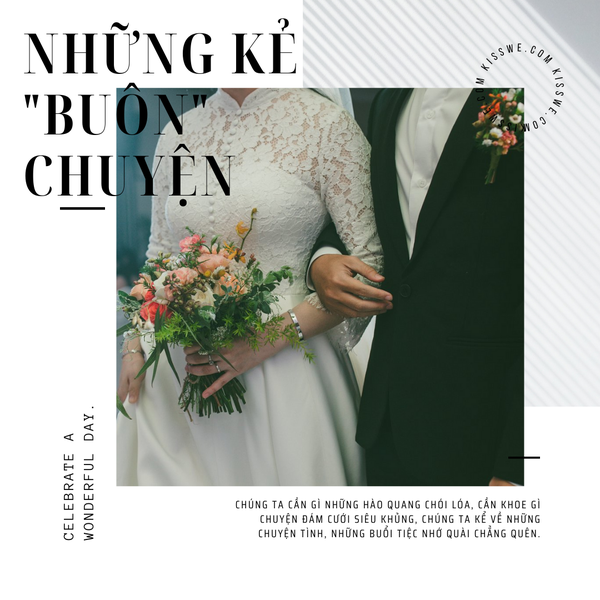 NHỮNG KẺ
"BUÔN"
CHUYỆN
KISSWE.COM KISSWE.COM
CELEBRATE A
WONDERFUL DAY.
CHÚNG TA CẦN GÌ NHỮNG HÀO QUANG CHÓI LÓA, CẦN KHOE GÌ
CHUYỆN ĐÁM CƯỚI SIÊU KHỦNG, CHÚNG TA KỂ VỀ NHỮNG
CHUYỆN TÌNH, NHỮNG BUỔI TIỆC NHỚ QUÀI CHẲNG QUÊN.